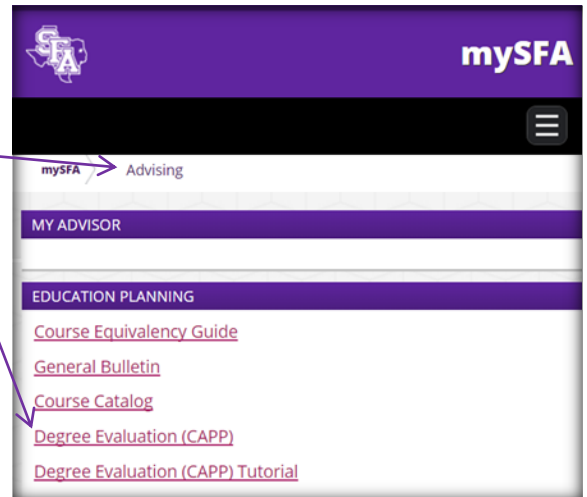 SFA
mySFA
mySFA Advising
MY ADVISOR
EDUCATION PLANNING
Course Equivalency Guide
General Bulletin
Course Catalog
Degree Evaluation (CAPP)
Degree Evaluation (CAPP) Tutorial